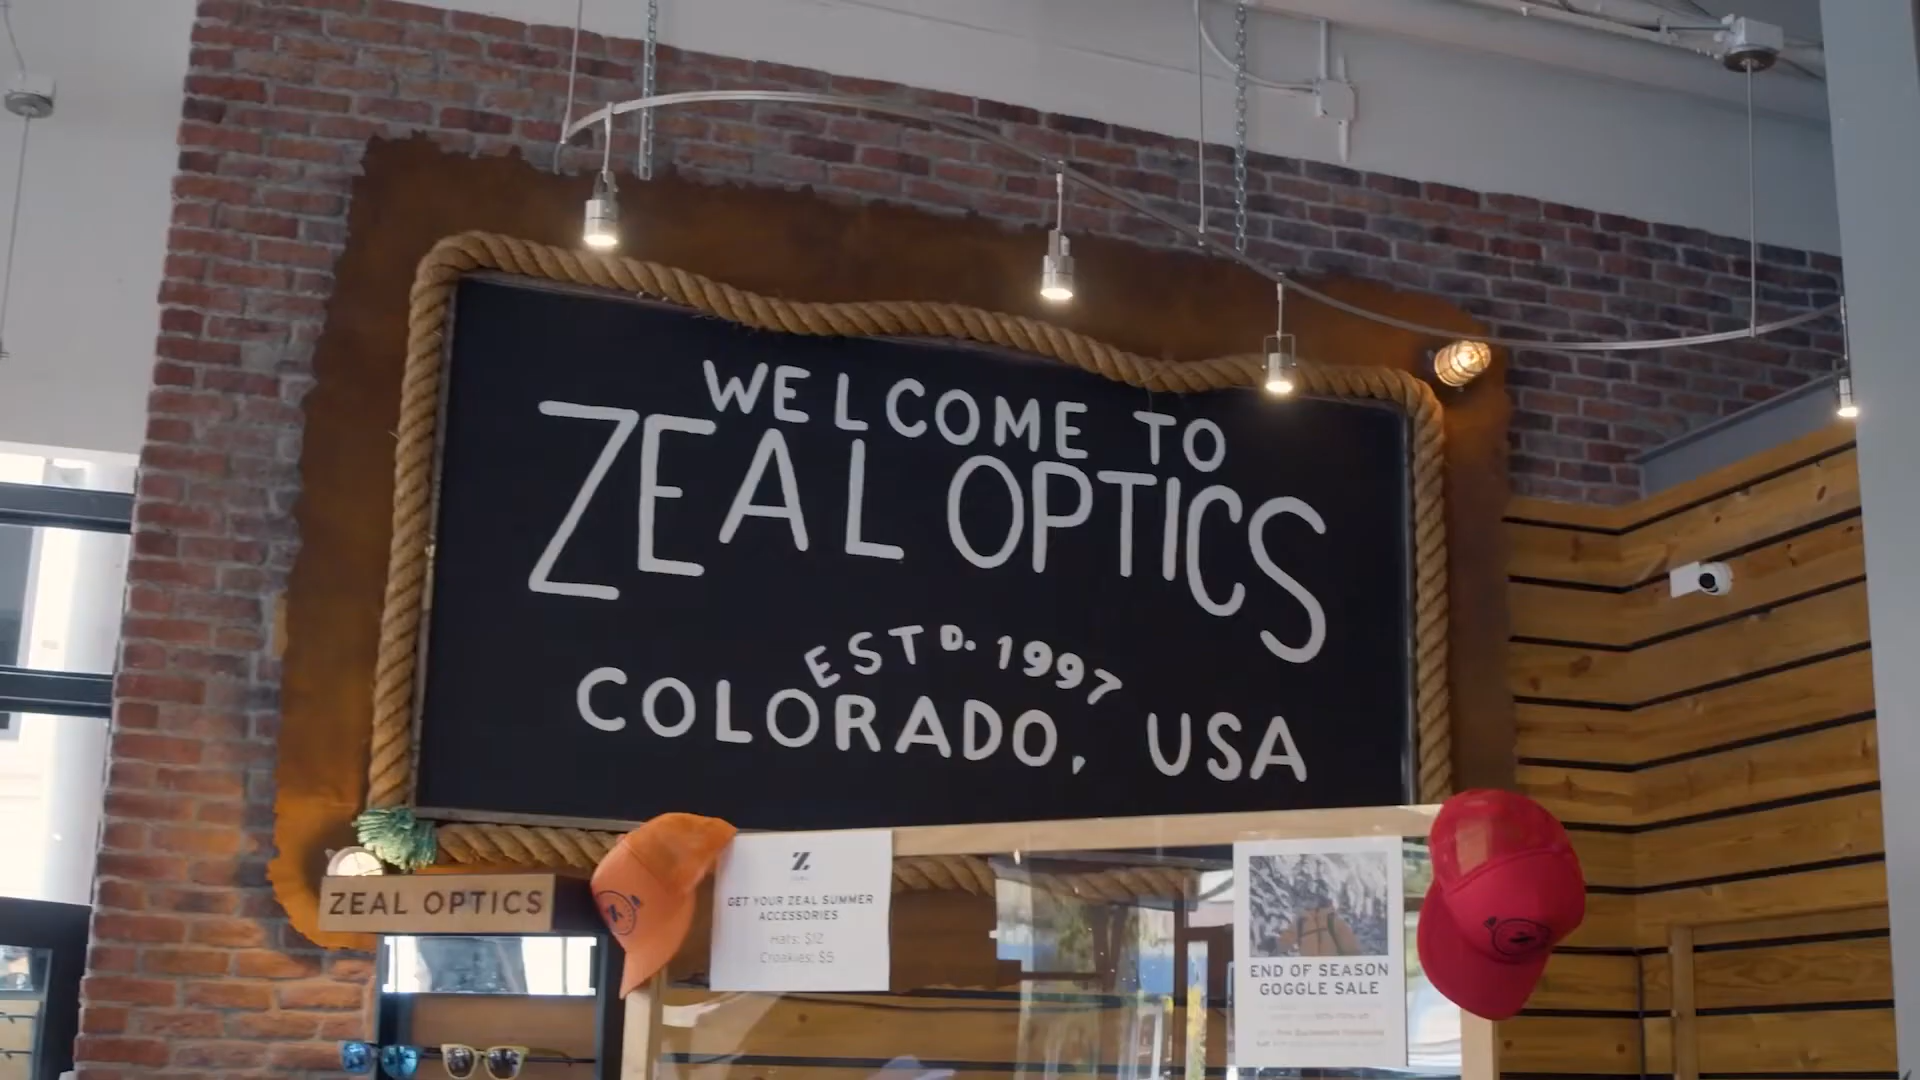 WELCOME TO
ZEAL OPTICS
ESTD. 1997
COLORADO, USA
ZEAL OPTICS
Z
GET YOUR ZEAL SUMMER
ACCESSORIES
Hats: $12
Croakies: $5
END OF SEASON
GOGGLE SALE